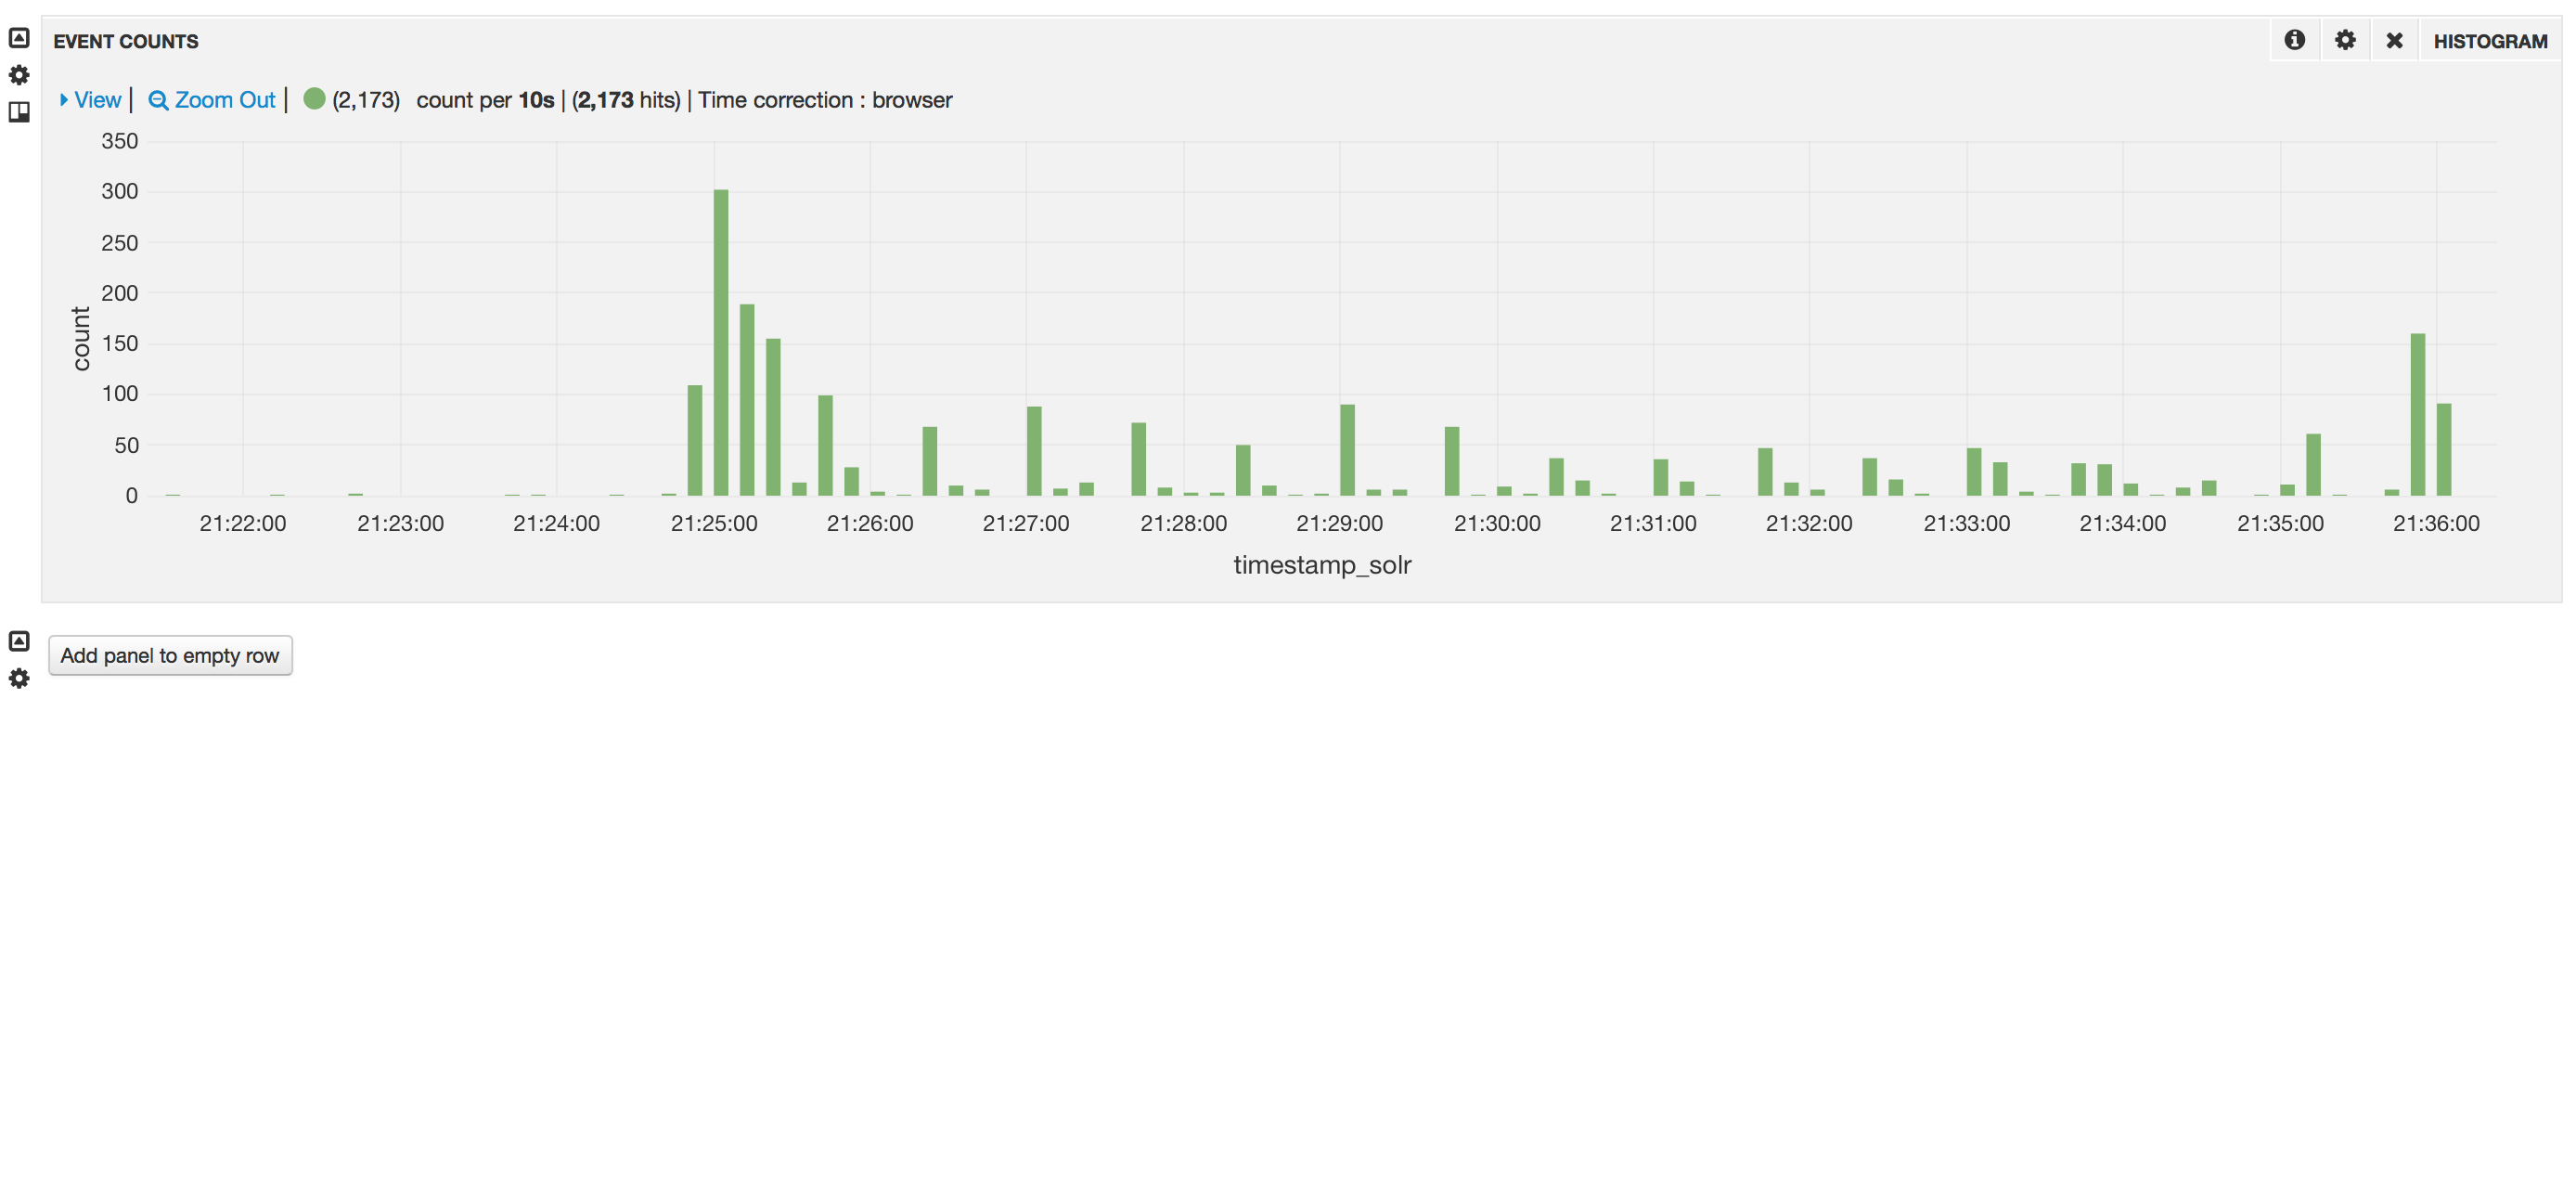 EVENT COUNTS
HISTOGRAM
View | Zoom Out | (2,173) count per 10s | (2,173 hits) | Time correction : browser
350
300
250
200
150
100
50
0
count
21:22:00 21:23:00 21:24:00 21:25:00 21:26:00 21:27:00 21:28:00 21:29:00 21:30:00 21:31:00 21:32:00 21:33:00 21:34:00 21:35:00 21:36:00
timestamp_solr
Add panel to empty row